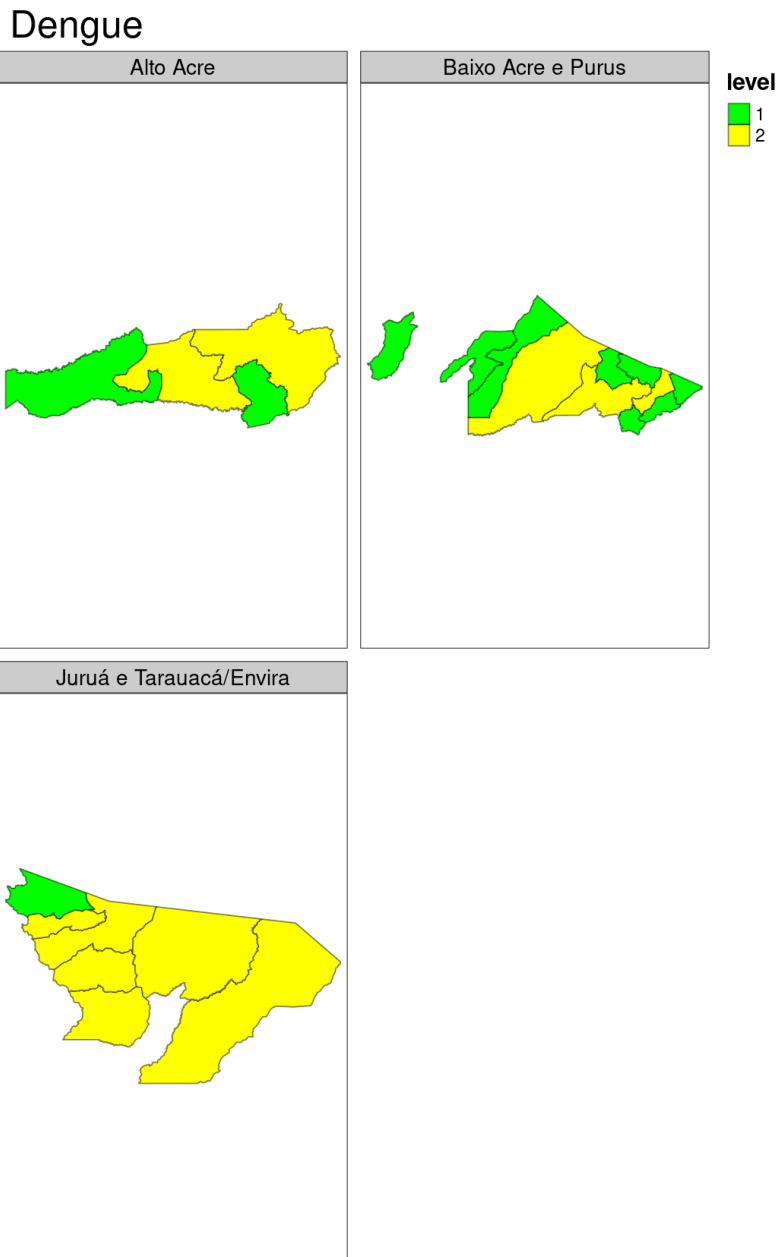 Dengue
Alto Acre
Baixo Acre e Purus
level
1
2
Juruá e Tarauacá/Envira